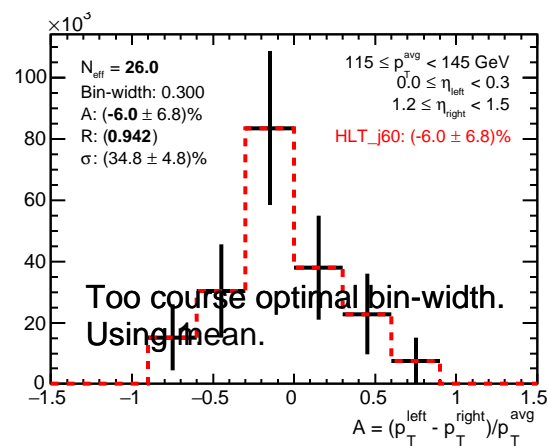 ×10³
N_eff = 26.0
Bin-width: 0.300
A: (-6.0 ± 6.8)%
R: (0.942)
σ: (34.8 ± 4.8)%
115 ≤ p_T^avg < 145 GeV
0.0 ≤ η_left < 0.3
1.2 ≤ η_right < 1.5
HLT_j60: (-6.0 ± 6.8)%
100
80
60
40
20
0
Too course optimal bin-width.
Using mean.
−1.5 −1 −0.5 0 0.5 1 1.5
A = (p_T^left - p_T^right)/p_T^avg